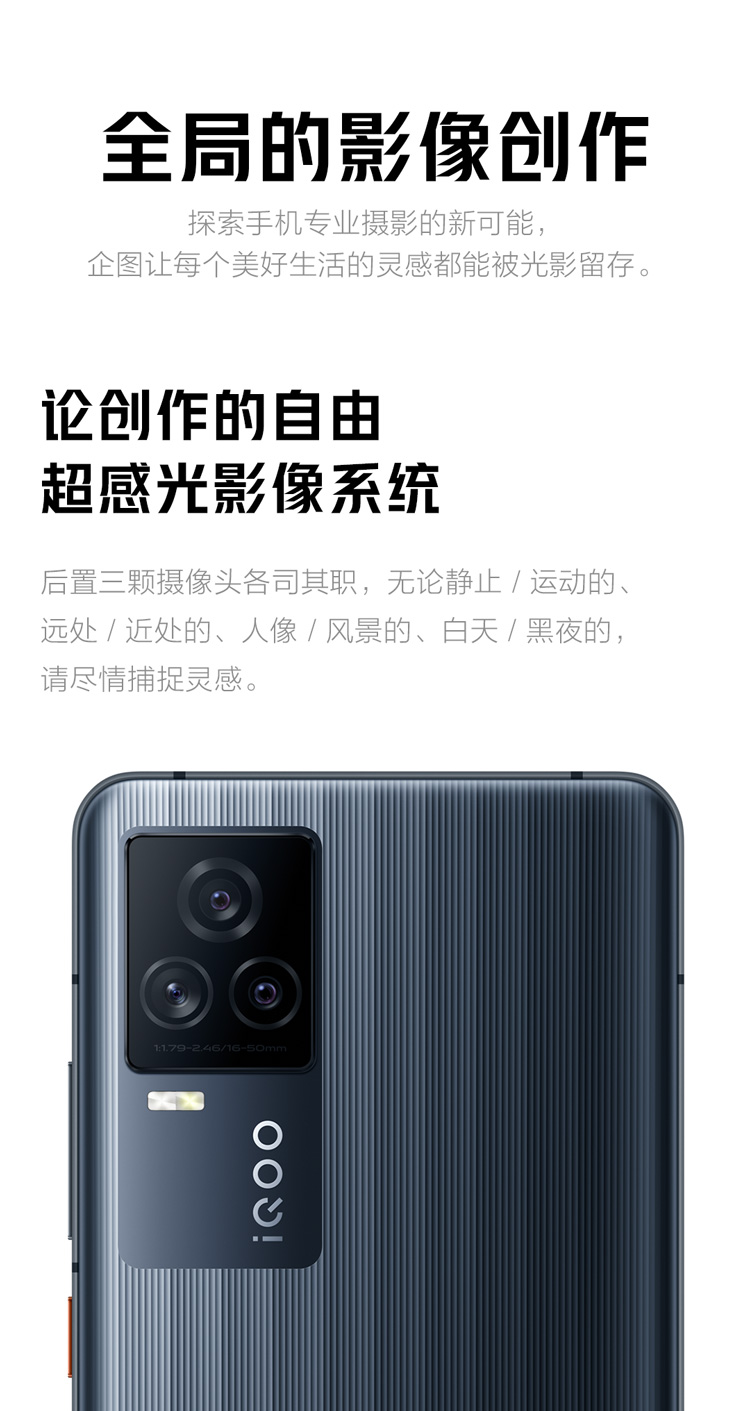 全局的影像创作
探索手机专业摄影的新可能，
企图让每个美好生活的灵感都能被光影留存。
论创作的自由
超感光影像系统
后置三颗摄像头各司其职，无论静止 / 运动的、
远处 / 近处的、人像 / 风景的、白天 / 黑夜的，
请尽情捕捉灵感。
1:1.79-2.46/16-50mm
iQOO